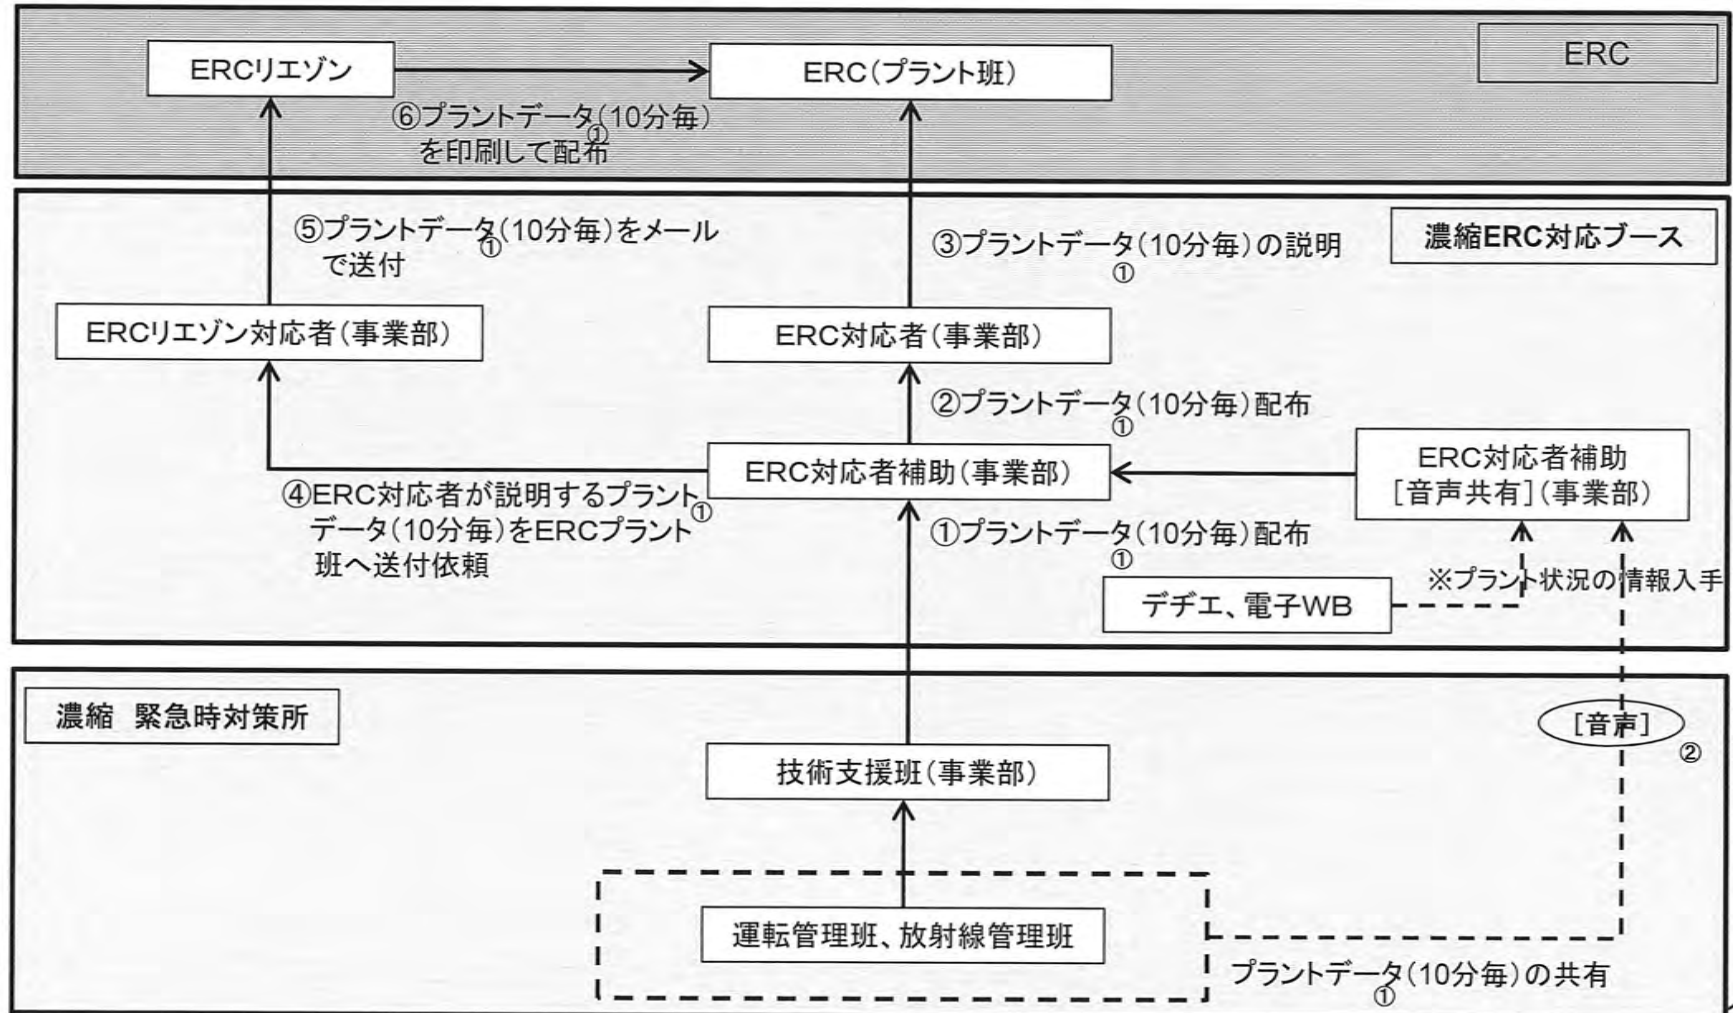 ERC
ERCリエゾン
ERC(プラント班)
⑥プラントデータ(10分毎)
①
を印刷して配布
濃縮ERC対応ブース
⑤プラントデータ(10分毎)をメール
①
で送付
③プラントデータ(10分毎)の説明
①
ERCリエゾン対応者(事業部)
ERC対応者(事業部)
②プラントデータ(10分毎)配布
①
ERC対応者補助(事業部)
ERC対応者補助
[音声共有](事業部)
④ERC対応者が説明するプラント
①
データ(10分毎)をERCプラント
班へ送付依頼
①プラントデータ(10分毎)配布
①
※プラント状況の情報入手
デヂエ、電子WB
濃縮 緊急時対策所
[音声]
②
技術支援班(事業部)
運転管理班、放射線管理班
プラントデータ(10分毎)の共有
①